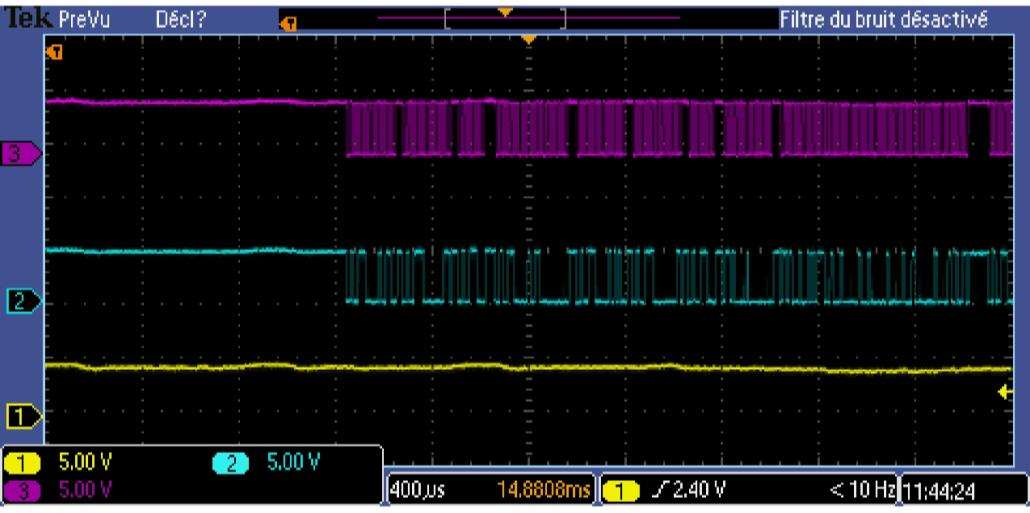 Tek PreVu Décl? Filtre du bruit désactivé
T
T
3
2
1
1 5.00 V 2 5.00 V
3 5.00 V
400µs 14.8808ms 1 2.40 V < 10 Hz 11:44:24